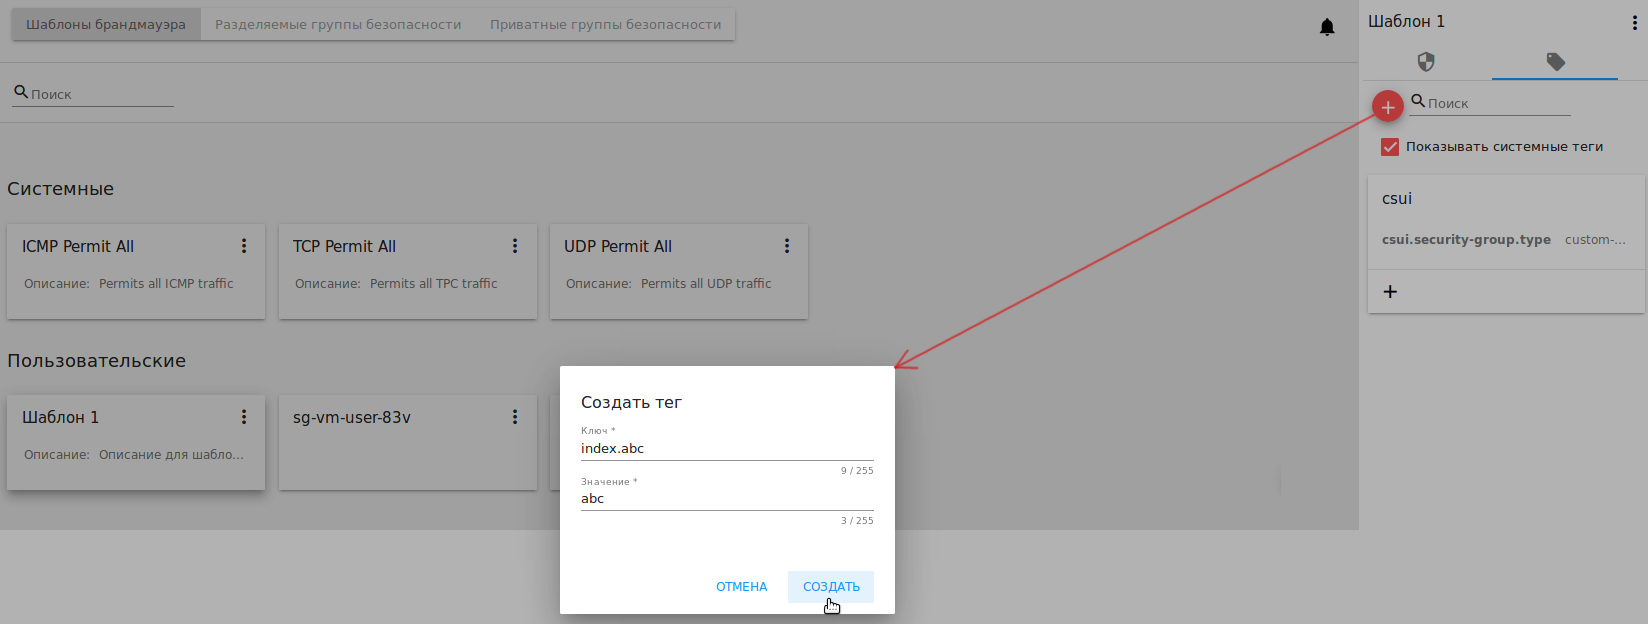 Шаблоны брандмауэра Разделяемые группы безопасности Приватные группы безопасности
Поиск
Системные
ICMP Permit All
Описание: Permits all ICMP traffic
TCP Permit All
Описание: Permits all TPC traffic
UDP Permit All
Описание: Permits all UDP traffic
Пользовательские
Шаблон 1
Описание: Описание для шабло...
sg-vm-user-83v
Создать тег
Ключ *
index.abc
9 / 255
Значение *
abc
3 / 255
ОТМЕНА СОЗДАТЬ
Шаблон 1
Поиск
Показывать системные теги
csui
csui.security-group.type custom-...